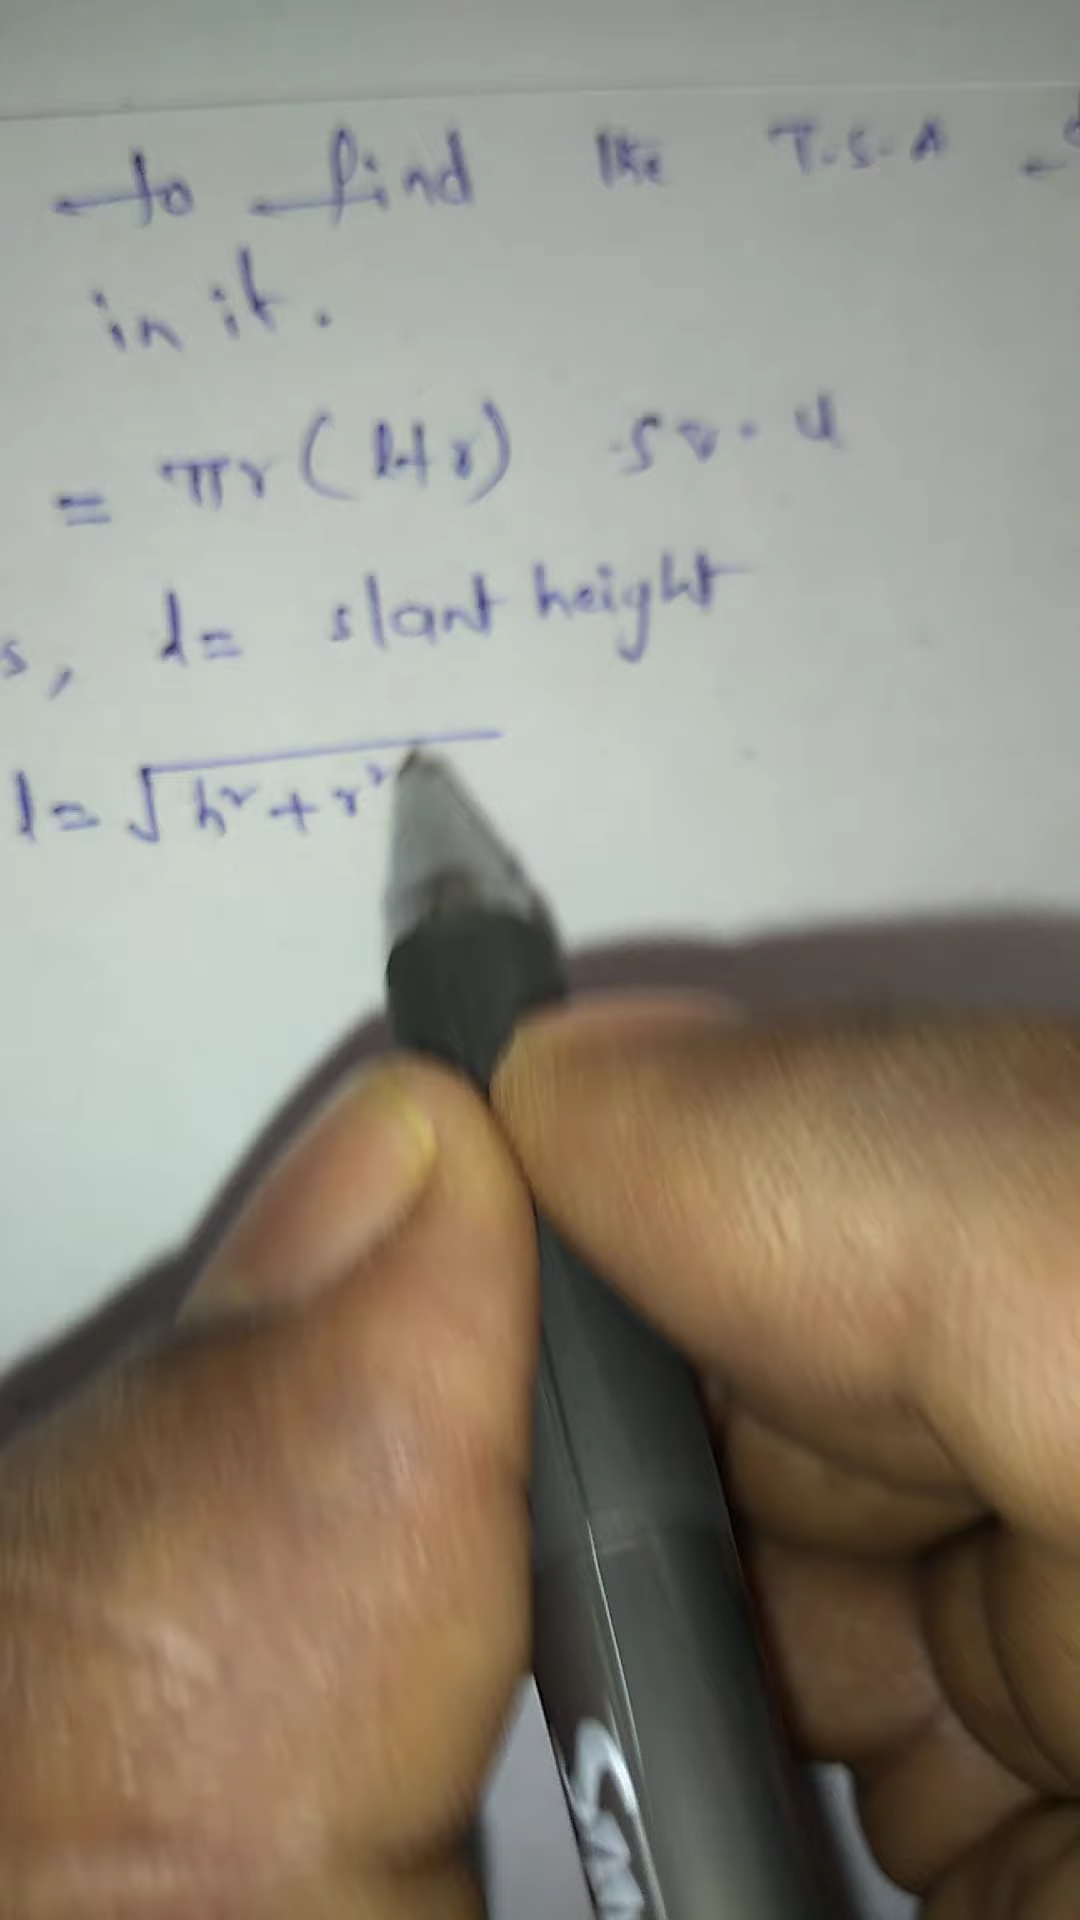 to find the T.S.A
in it.
= πr(l+r) sq. u
s, l = slant height
l = √h²+r²